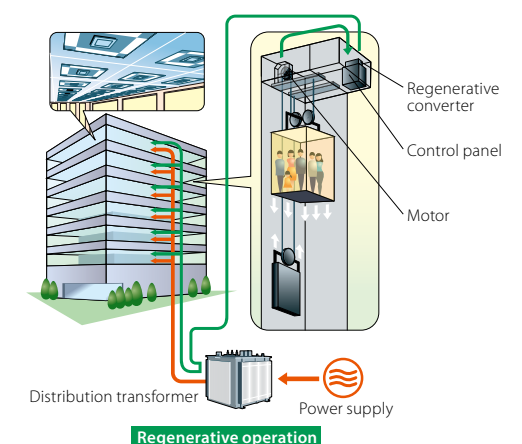 Regenerative
converter
Control panel
Motor
Distribution transformer
Power supply
Regenerative operation